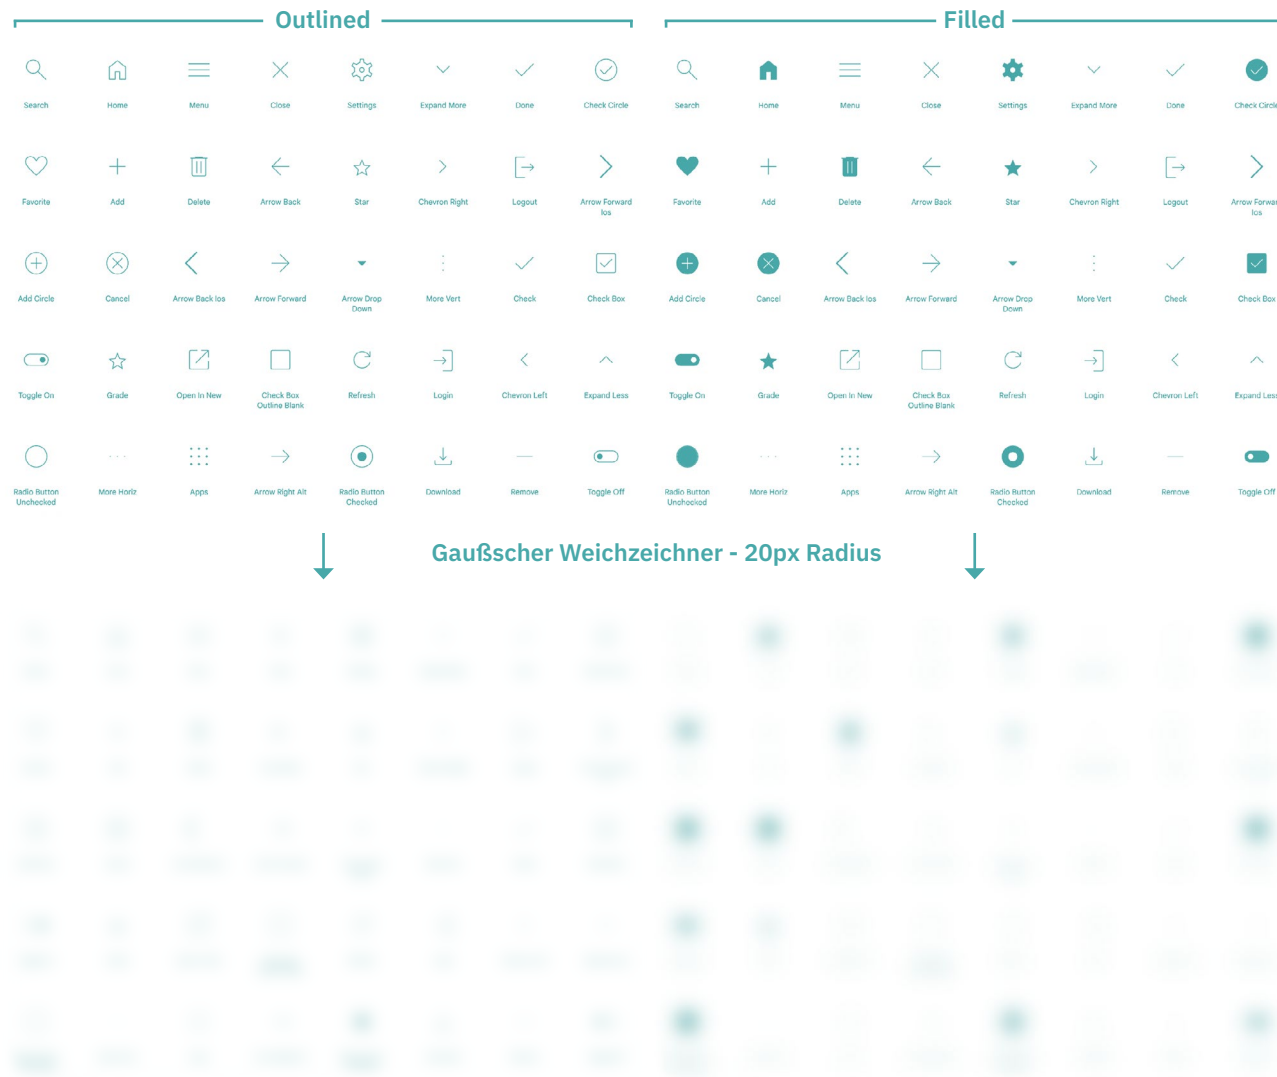 Outlined Filled
Search Home Menu Close Settings Expand More Done Check Circle Search Home Menu Close Settings Expand More Done Check Circle
Favorite Add Delete Arrow Back Star Chevron Right Logout Arrow Forward Favorite Add Delete Arrow Back Star Chevron Right Logout Arrow Forward
Ios Ios
Add Circle Cancel Arrow Back Ios Arrow Forward Arrow Drop More Vert Check Check Box Add Circle Cancel Arrow Back Ios Arrow Forward Arrow Drop More Vert Check Check Box
Down Down
Toggle On Grade Open In New Check Box Refresh Login Chevron Left Expand Less Toggle On Grade Open In New Check Box Refresh Login Chevron Left Expand Less
Outline Blank Outline Blank
Radio Button More Horiz Apps Arrow Right Alt Radio Button Download Remove Toggle Off Radio Button More Horiz Apps Arrow Right Alt Radio Button Download Remove Toggle Off
Unchecked Checked Unchecked Checked
Gaußscher Weichzeichner - 20px Radius